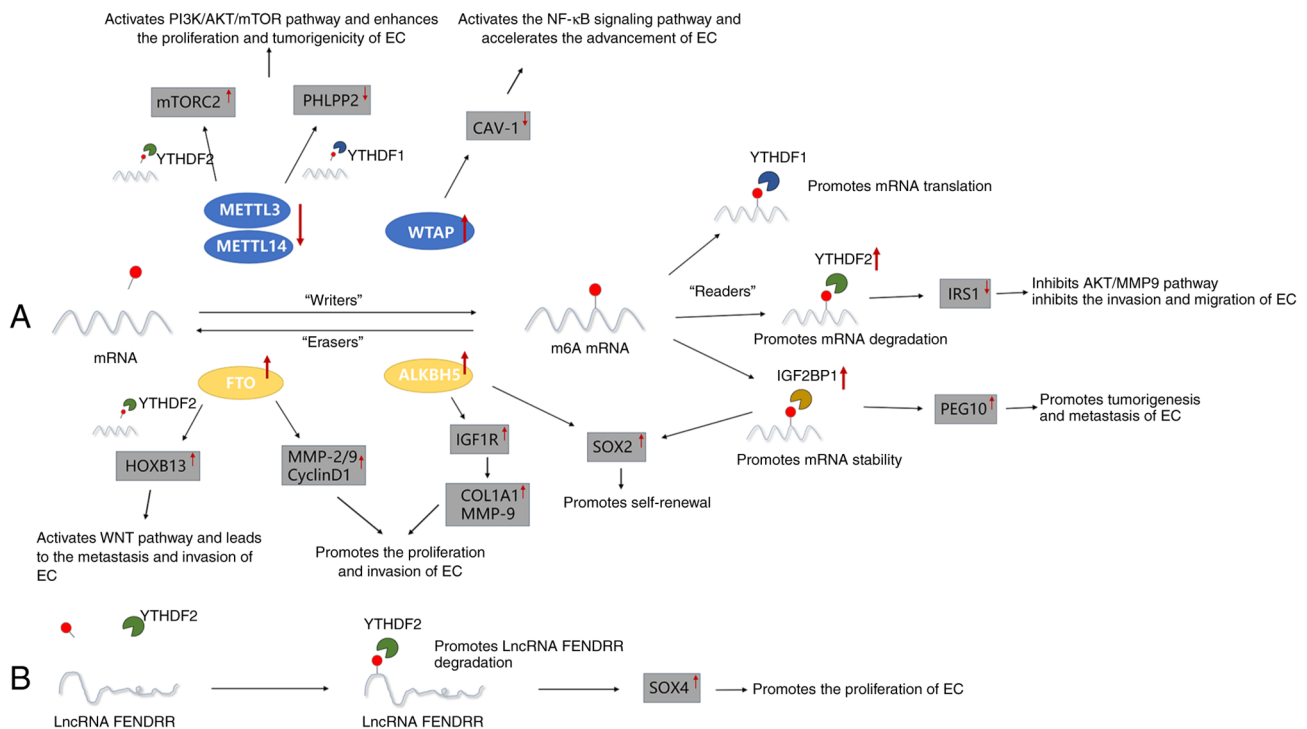 Activates PI3K/AKT/mTOR pathway and enhances
the proliferation and tumorigenicity of EC
Activates the NF-κB signaling pathway and
accelerates the advancement of EC
mTORC2
PHLPP2
CAV-1
YTHDF2
YTHDF1
METTL3
METTL14
WTAP
YTHDF1
Promotes mRNA translation
A
mRNA
"Writers"
"Erasers"
m6A mRNA
"Readers"
YTHDF2
Promotes mRNA degradation
IRS1
Inhibits AKT/MMP9 pathway
inhibits the invasion and migration of EC
FTO
ALKBH5
IGF2BP1
Promotes mRNA stability
PEG10
Promotes tumorigenesis
and metastasis of EC
YTHDF2
HOXB13
MMP-2/9
CyclinD1
IGF1R
SOX2
COL1A1
MMP-9
Promotes self-renewal
Activates WNT pathway and leads
to the metastasis and invasion of
EC
Promotes the proliferation
and invasion of EC
B
YTHDF2
LncRNA FENDRR
YTHDF2
LncRNA FENDRR
Promotes LncRNA FENDRR
degradation
SOX4
Promotes the proliferation of EC